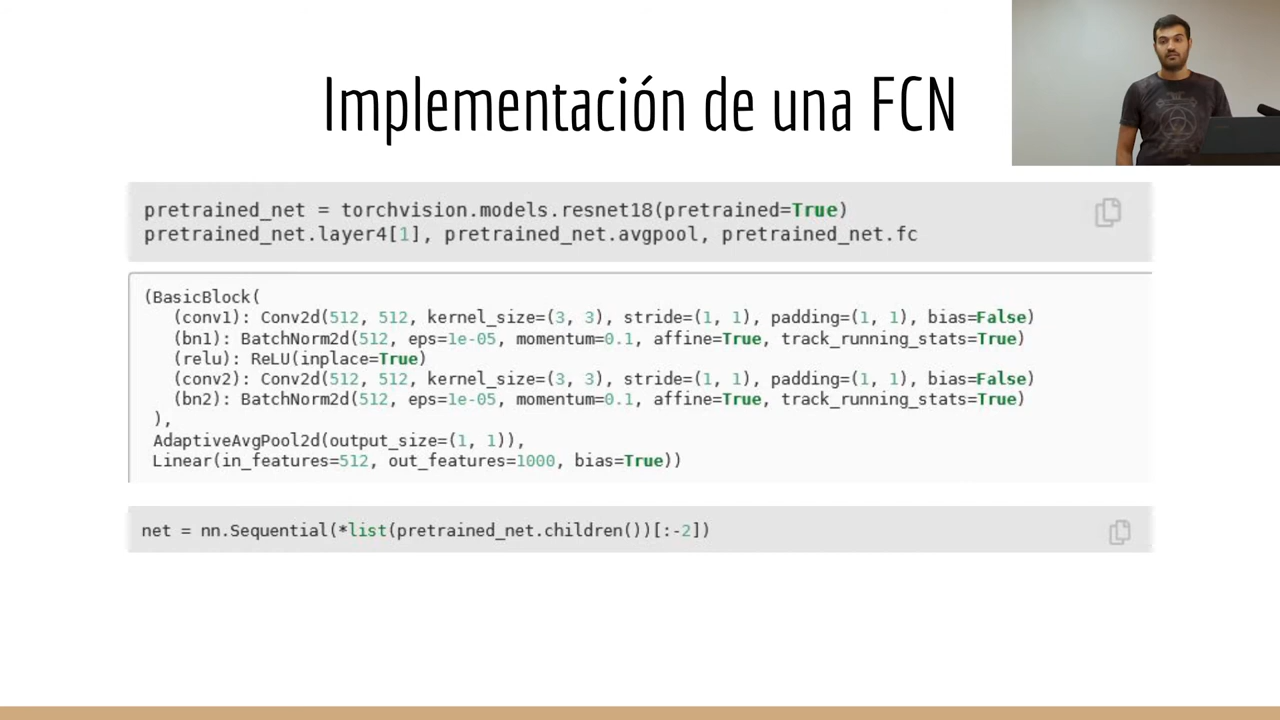 Implementación de una FCN
pretrained_net = torchvision.models.resnet18(pretrained=True)
pretrained_net.layer4[1], pretrained_net.avgpool, pretrained_net.fc
(BasicBlock(
(conv1): Conv2d(512, 512, kernel_size=(3, 3), stride=(1, 1), padding=(1, 1), bias=False)
(bn1): BatchNorm2d(512, eps=1e-05, momentum=0.1, affine=True, track_running_stats=True)
(relu): ReLU(inplace=True)
(conv2): Conv2d(512, 512, kernel_size=(3, 3), stride=(1, 1), padding=(1, 1), bias=False)
(bn2): BatchNorm2d(512, eps=1e-05, momentum=0.1, affine=True, track_running_stats=True)
),
AdaptiveAvgPool2d(output_size=(1, 1)),
Linear(in_features=512, out_features=1000, bias=True))
net = nn.Sequential(*list(pretrained_net.children())[:-2])